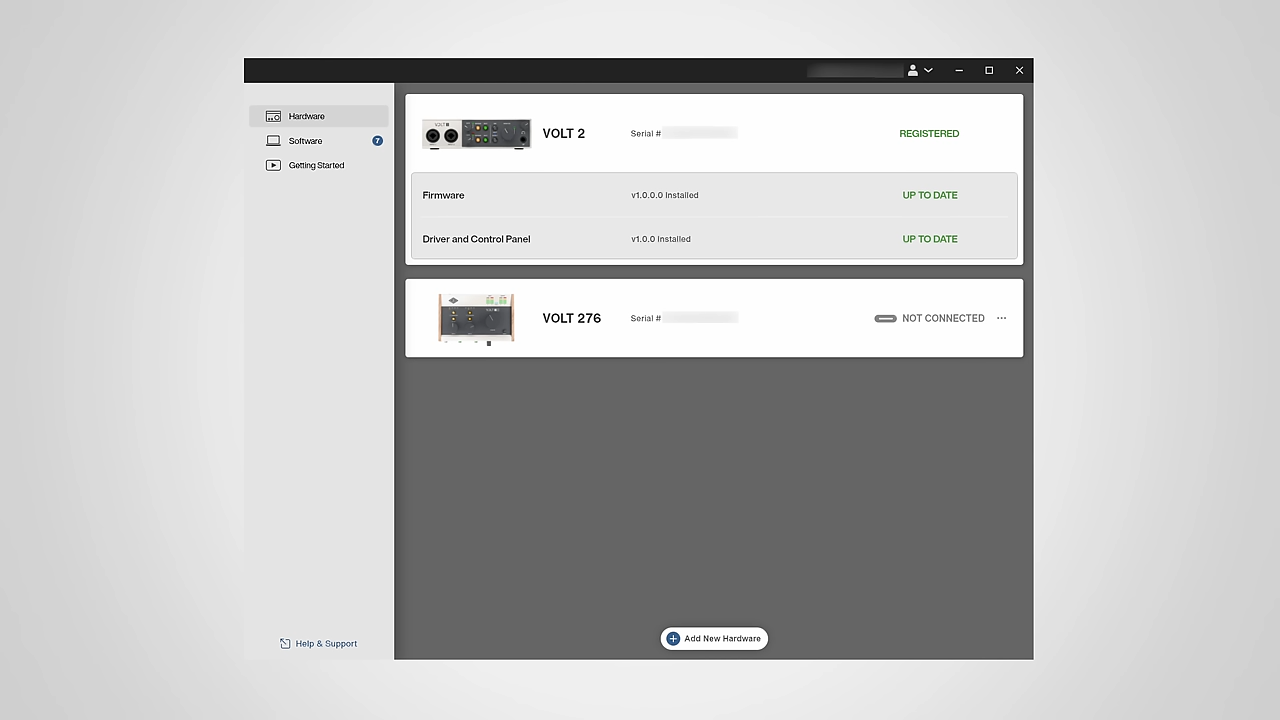 Hardware
Software 7
Getting Started
Help & Support
VOLT 2 Serial # REGISTERED
Firmware v1.0.0.0 Installed UP TO DATE
Driver and Control Panel v1.0.0 Installed UP TO DATE
VOLT 276 Serial # NOT CONNECTED ...
Add New Hardware